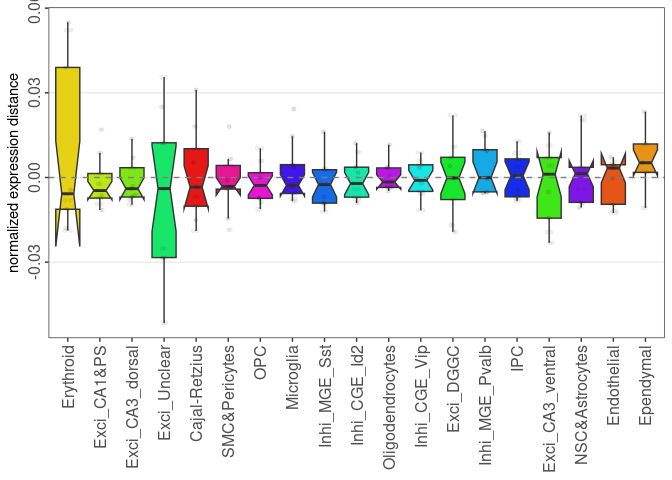 0.03
0.00
-0.03
normalized expression distance
Erythroid
Exci_CA1&PS
Exci_CA3_dorsal
Exci_Unclear
Cajal-Retzius
SMC&Pericytes
OPC
Microglia
Inhi_MGE_Sst
Inhi_CGE_Id2
Oligodendrocytes
Inhi_CGE_Vip
Exci_DGGC
Inhi_MGE_Pvalb
IPC
Exci_CA3_ventral
NSC&Astrocytes
Endothelial
Ependymal